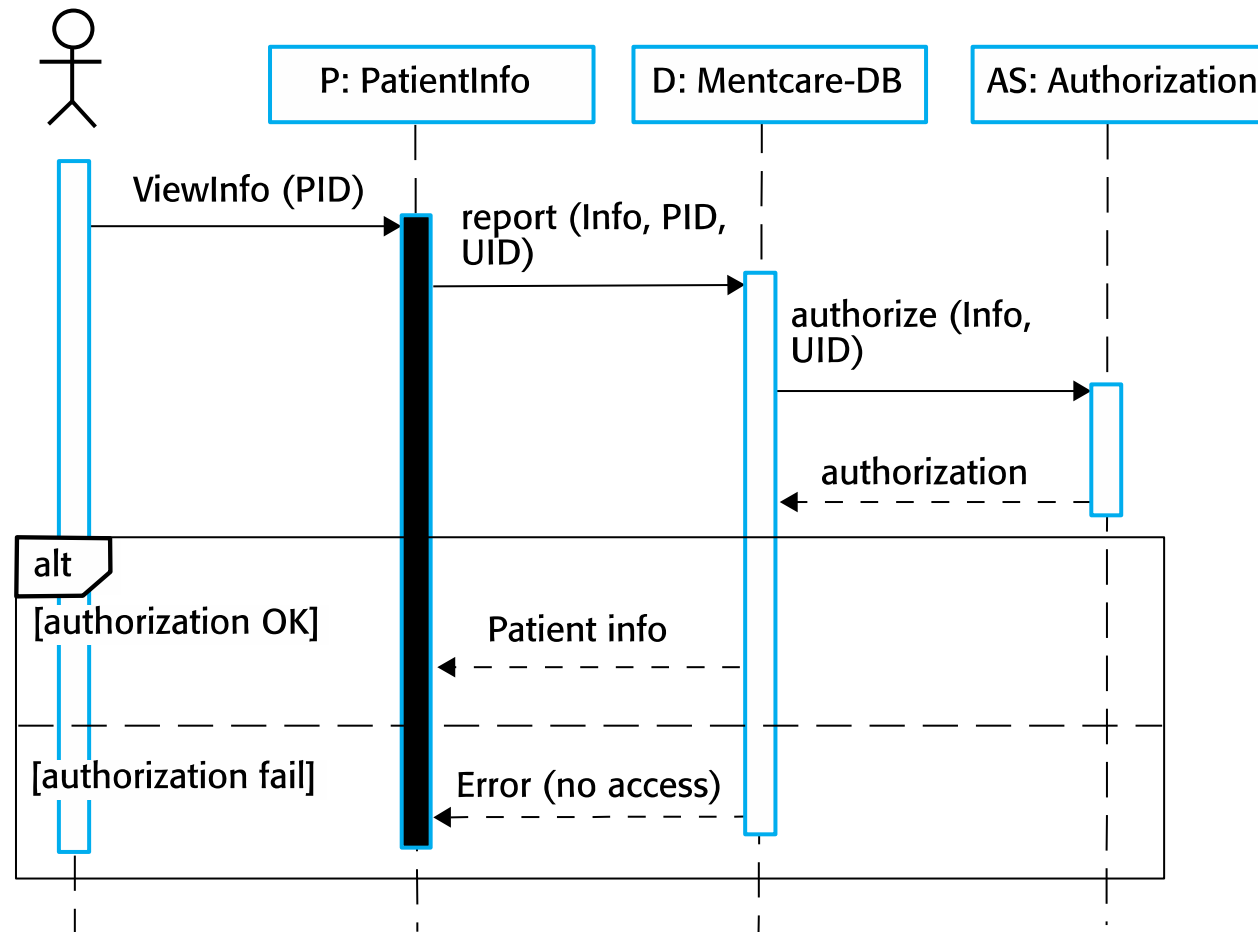 P: PatientInfo
D: Mentcare-DB
AS: Authorization
ViewInfo (PID)
report (Info, PID,
UID)
authorize (Info,
UID)
authorization
alt
[authorization OK]
Patient info
[authorization fail]
Error (no access)